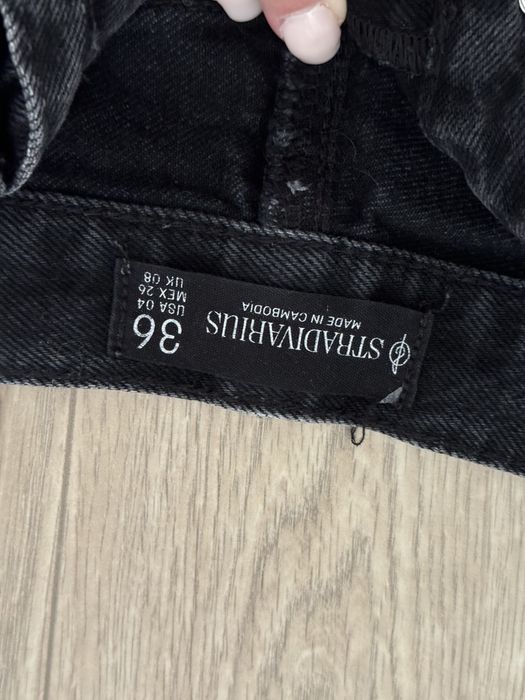 STRADIVARIUS
MADE IN CAMBODIA
36
USA 04
MEX 26
UK 08